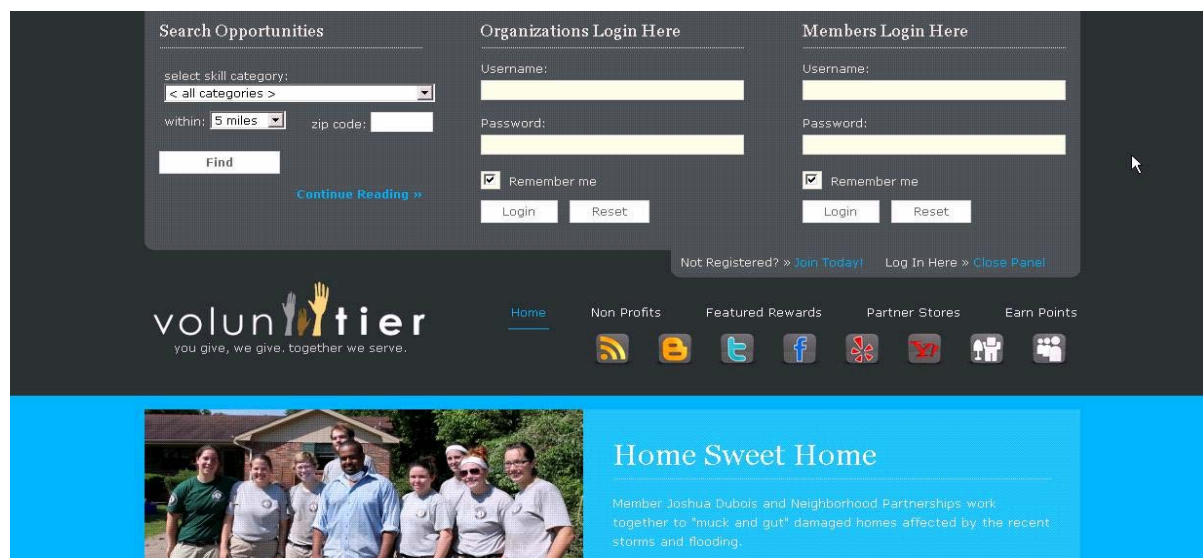 Search Opportunities
select skill category:
< all categories >
within: 5 miles zip code:
Find
Continue Reading »
Organizations Login Here
Username:
Password:
Remember me
Login Reset
Members Login Here
Username:
Password:
Remember me
Login Reset
Not Registered? » Join Today! Log In Here » Close Panel
voluntier
you give, we give. together we serve.
Home Non Profits Featured Rewards Partner Stores Earn Points
Home Sweet Home
Member Joshua Dubois and Neighborhood Partnerships work
together to "muck and gut" damaged homes affected by the recent
storms and flooding.